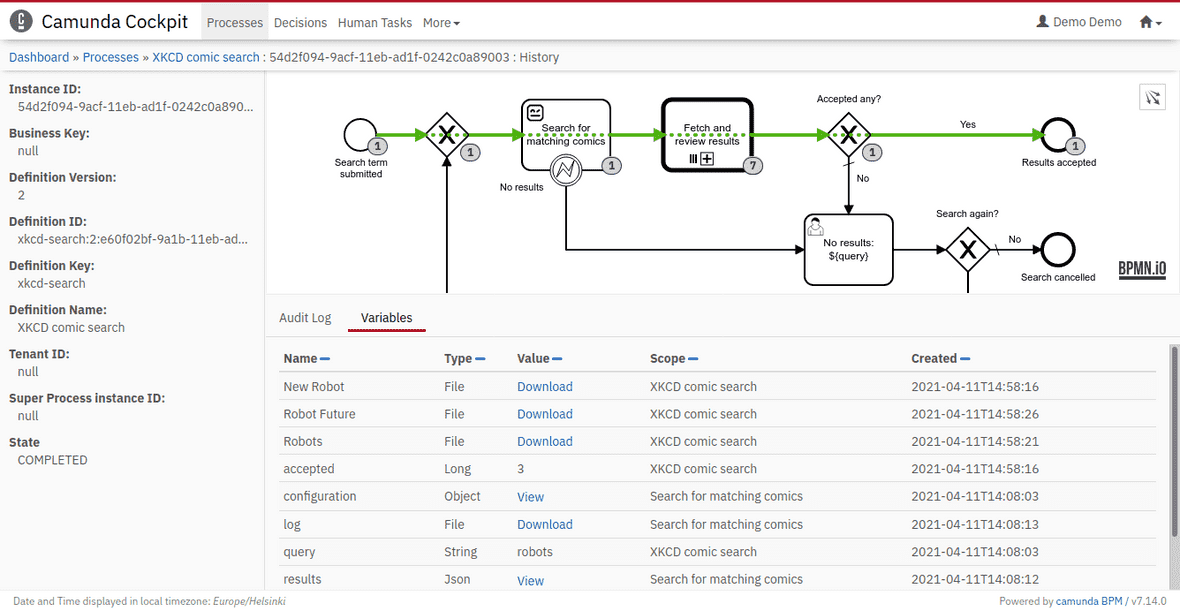 Camunda Cockpit Processes Decisions Human Tasks More Demo Demo
Dashboard » Processes » XKCD comic search : 54d2f094-9acf-11eb-ad1f-0242c0a89003 : History
Instance ID:
54d2f094-9acf-11eb-ad1f-0242c0a890...
Business Key:
null
Definition Version:
2
Definition ID:
xkcd-search:2:e60f02bf-9a1b-11eb-ad...
Definition Key:
xkcd-search
Definition Name:
XKCD comic search
Tenant ID:
null
Super Process instance ID:
null
State
COMPLETED
Search term
submitted
1
X
1
Search for
matching comics
1
No results
Fetch and
review results
7
Accepted any?
X
1
Yes
No
1
Results accepted
No results:
${query}
Search again?
X
No
Search cancelled
BPMN.iO
Audit Log Variables
Name Type Value Scope Created
New Robot File Download XKCD comic search 2021-04-11T14:58:16
Robot Future File Download XKCD comic search 2021-04-11T14:58:26
Robots File Download XKCD comic search 2021-04-11T14:58:21
accepted Long 3 XKCD comic search 2021-04-11T14:58:16
configuration Object View Search for matching comics 2021-04-11T14:08:03
log File Download Search for matching comics 2021-04-11T14:08:13
query String robots XKCD comic search 2021-04-11T14:08:03
results Json View Search for matching comics 2021-04-11T14:08:12
Date and Time displayed in local timezone: Europe/Helsinki
Powered by camunda BPM / v7.14.0